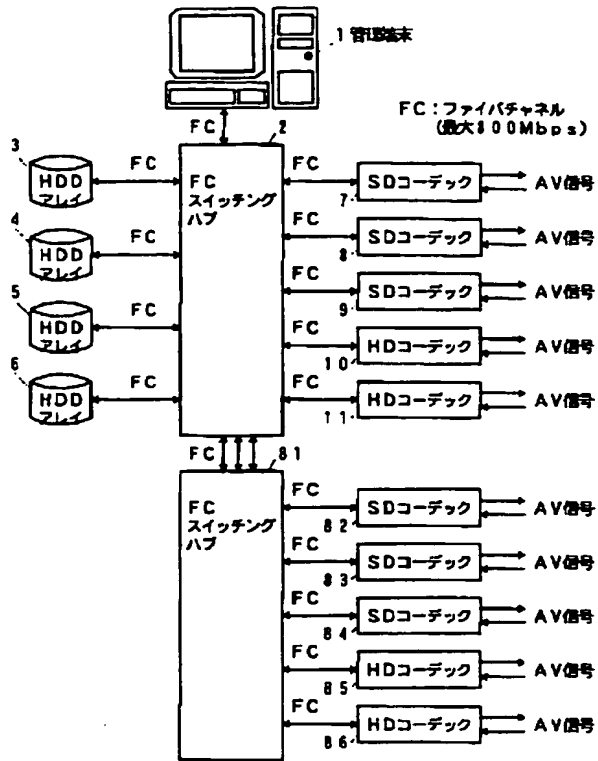 1 管理端末
FC:ファイバチャネル
(最大800Mbps)
FC
2
3
HDD
アレイ
FC
4
HDD
アレイ
FC
5
HDD
アレイ
FC
6
HDD
アレイ
FC
FC
スイッチング
ハブ
FC
7
SDコーデック
AV信号
FC
8
SDコーデック
AV信号
FC
9
SDコーデック
AV信号
FC
10
HDコーデック
AV信号
FC
11
HDコーデック
AV信号
FC
81
FC
スイッチング
ハブ
FC
82
SDコーデック
AV信号
FC
83
SDコーデック
AV信号
FC
84
SDコーデック
AV信号
FC
85
HDコーデック
AV信号
FC
86
HDコーデック
AV信号